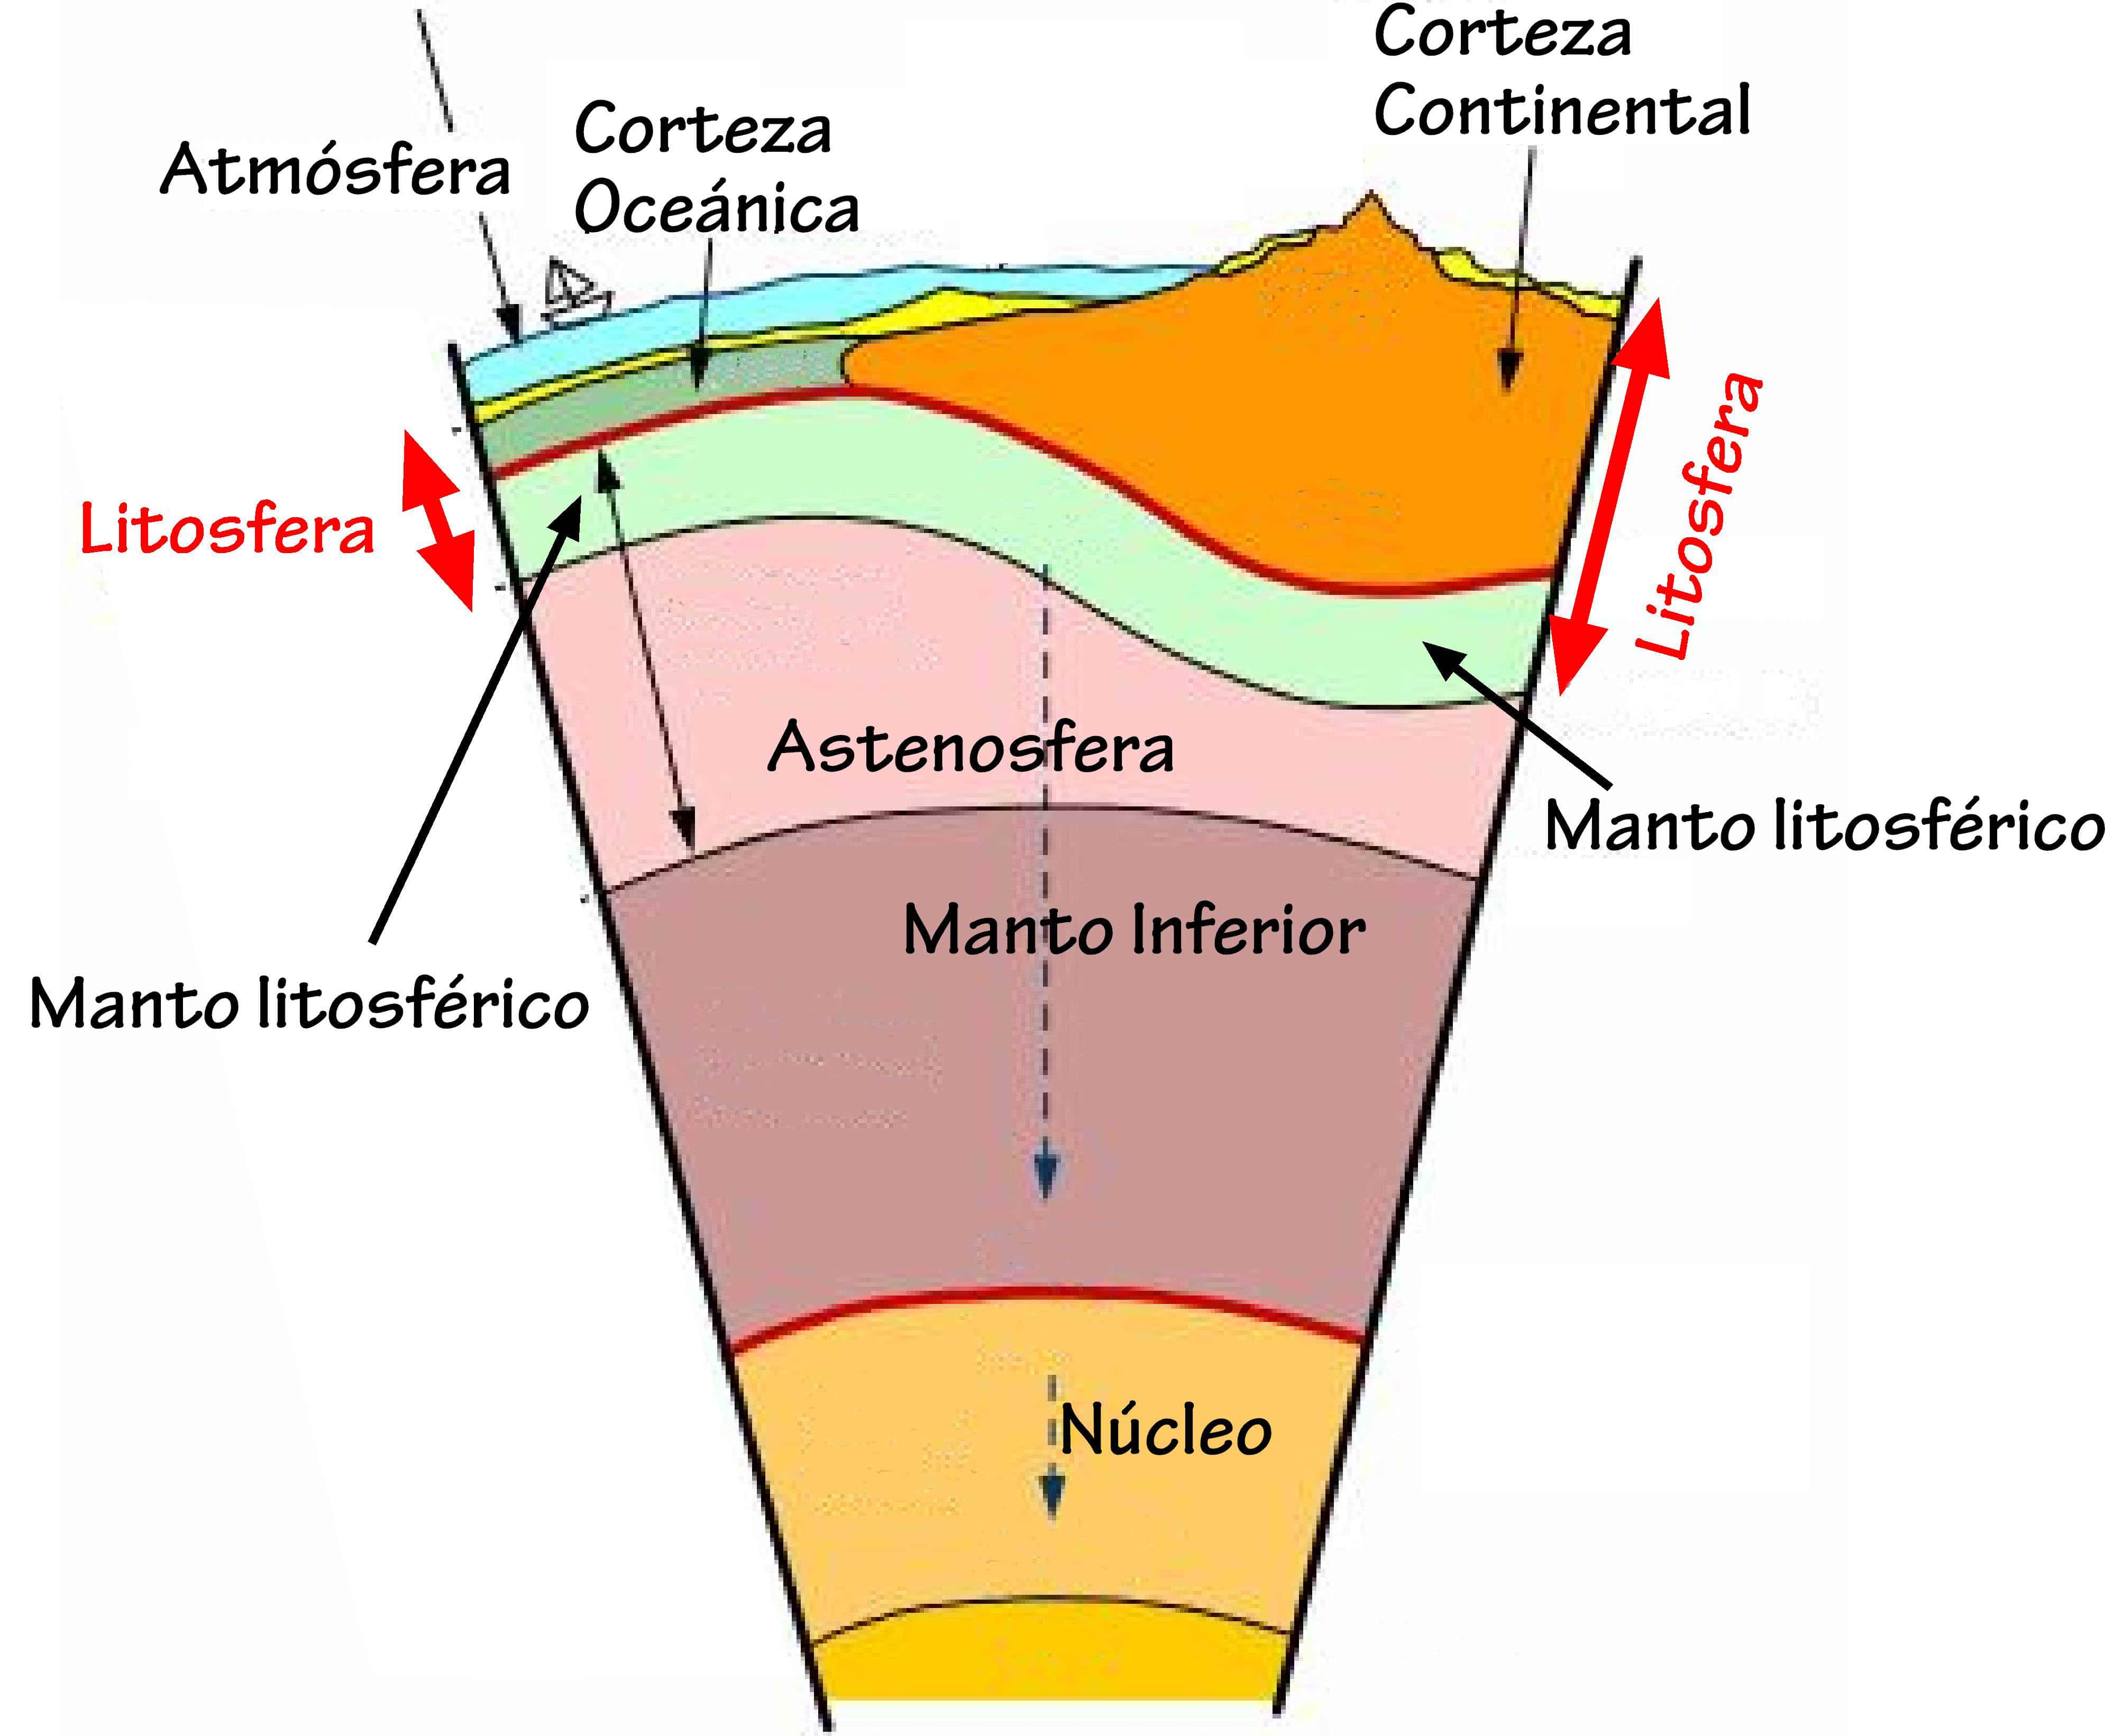 Corteza
Continental
Corteza
Oceánica
Atmósfera
Litosfera
Litosfera
Astenosfera
Manto litosférico
Manto Inferior
Manto litosférico
Núcleo